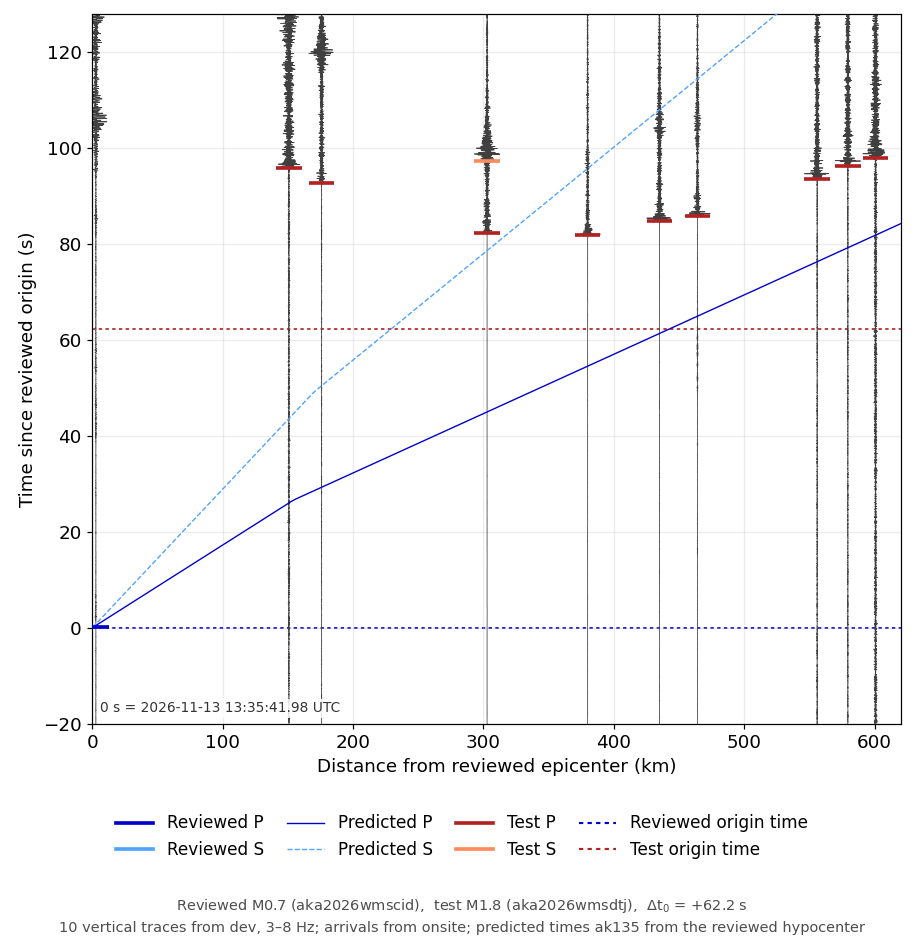 120
100
80
60
40
20
0
−20
Time since reviewed origin (s)
0 s = 2026-11-13 13:35:41.98 UTC
0 100 200 300 400 500 600
Distance from reviewed epicenter (km)
Reviewed P Predicted P Test P Reviewed origin time
Reviewed S Predicted S Test S Test origin time
Reviewed M0.7 (aka2026wmscid), test M1.8 (aka2026wmsdtj), Δt₀ = +62.2 s
10 vertical traces from dev, 3–8 Hz; arrivals from onsite; predicted times ak135 from the reviewed hypocenter